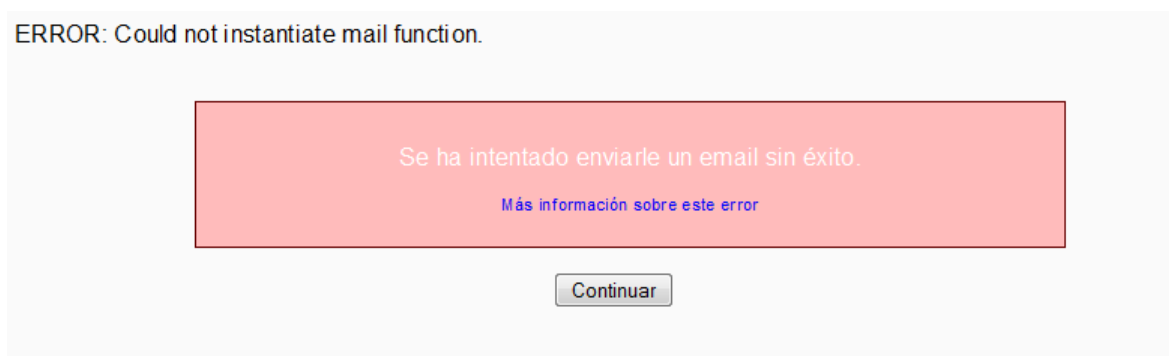 ERROR: Could not instantiate mail function.
Se ha intentado enviarle un email sin éxito.
Más información sobre este error
Continuar